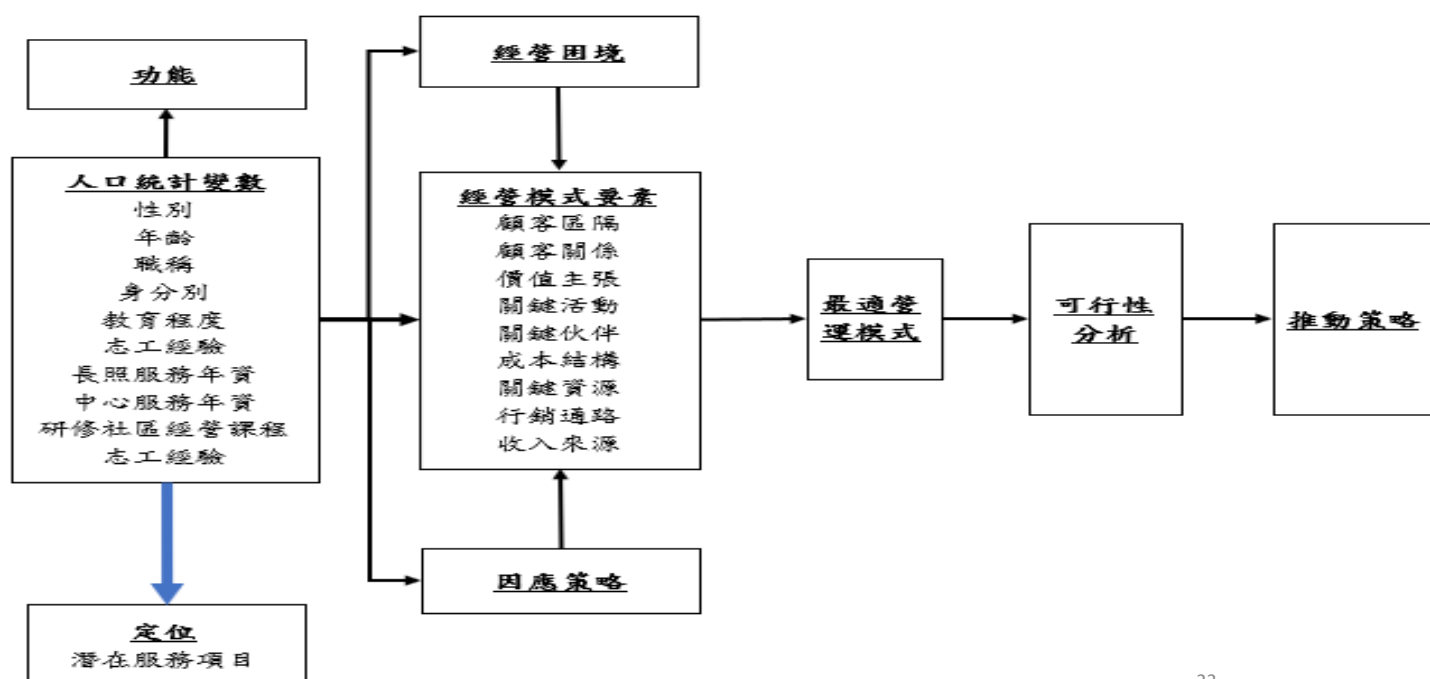 功能
人口統計變數
性別
年齡
職稱
身分別
教育程度
志工經驗
長照服務年資
中心服務年資
研修社區經營課程
志工經驗
定位
潛在服務項目
經營困境
經營模式要素
顧客區隔
顧客關係
價值主張
關鍵活動
關鍵伙伴
成本結構
關鍵資源
行銷通路
收入來源
因應策略
最適營
運模式
可行性
分析
推動策略